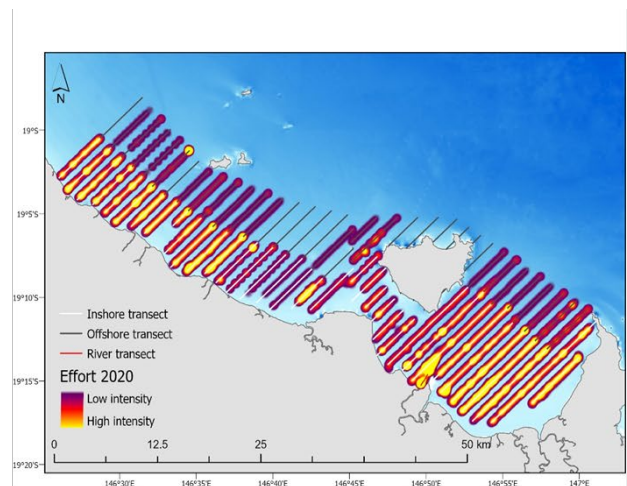 N
19°S
19°5'S
19°10'S
19°15'S
19°20'S
Inshore transect
Offshore transect
River transect
Effort 2020
Low intensity
High intensity
0 12.5 25 50 km
146°30'E 146°35'E 146°40'E 146°45'E 146°50'E 146°55'E 147°E